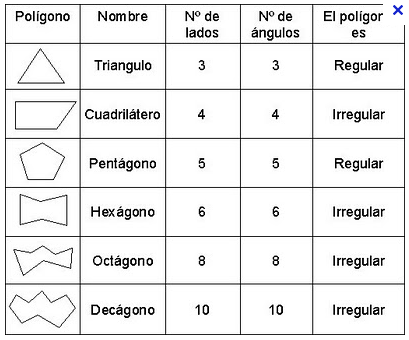 Polígono Nombre Nº de lados Nº de ángulos El polígor es
Triangulo 3 3 Regular
Cuadrilátero 4 4 Irregular
Pentágono 5 5 Regular
Hexágono 6 6 Irregular
Octágono 8 8 Irregular
Decágono 10 10 Irregular